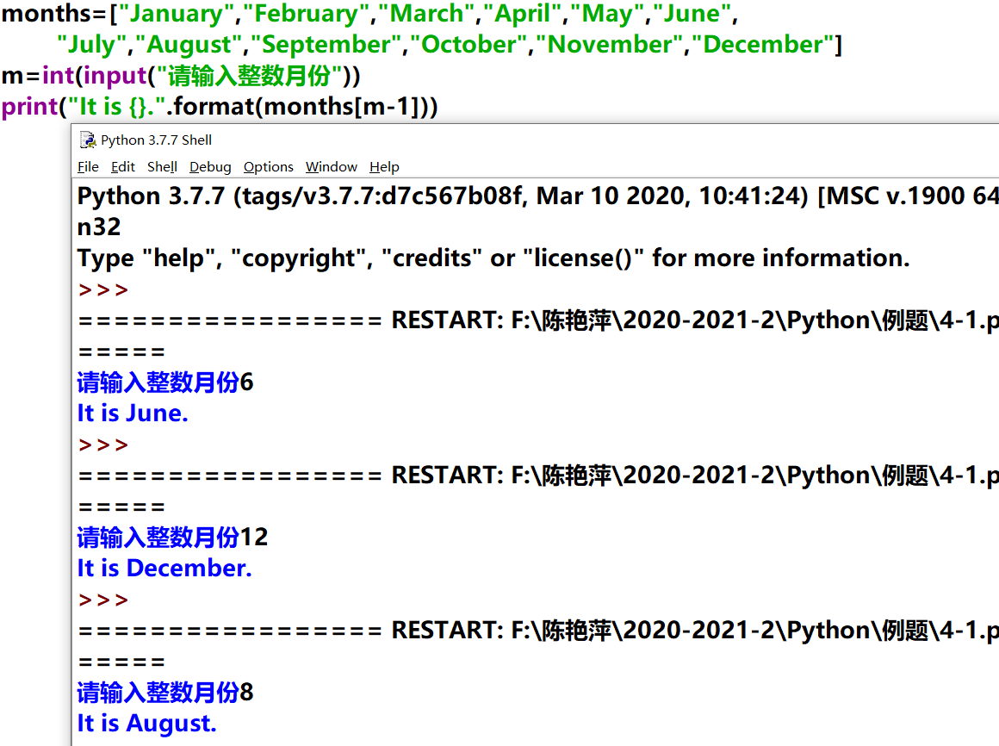 months=["January","February","March","April","May","June",
"July","August","September","October","November","December"]
m=int(input("请输入整数月份"))
print("It is {}.".format(months[m-1]))
Python 3.7.7 Shell
File Edit Shell Debug Options Window Help
Python 3.7.7 (tags/v3.7.7:d7c567b08f, Mar 10 2020, 10:41:24) [MSC v.1900 64
n32
Type "help", "copyright", "credits" or "license()" for more information.
>>>
================= RESTART: F:\陈艳萍\2020-2021-2\Python\例题\4-1.p
=====
请输入整数月份6
It is June.
>>>
================= RESTART: F:\陈艳萍\2020-2021-2\Python\例题\4-1.p
=====
请输入整数月份12
It is December.
>>>
================= RESTART: F:\陈艳萍\2020-2021-2\Python\例题\4-1.p
=====
请输入整数月份8
It is August.